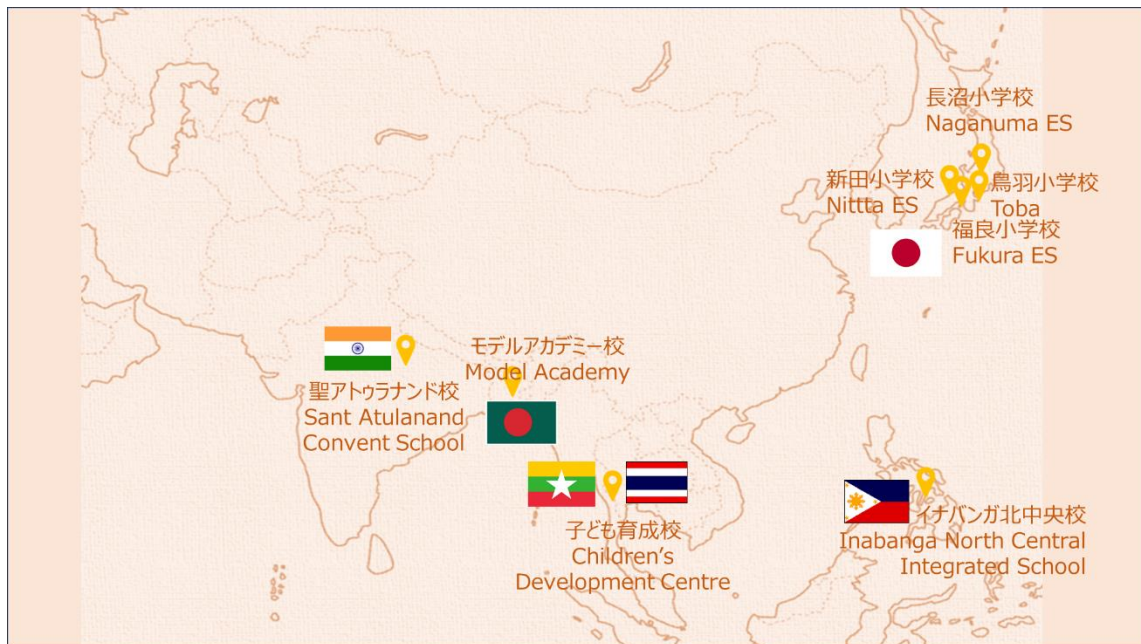 長沼小学校
Naganuma ES
新田小学校
Nittta ES
鳥羽小学校
Toba
福良小学校
Fukura ES
聖アトゥラナンド校
Sant Atulanand
Convent School
モデルアカデミー校
Model Academy
子ども育成校
Children’s
Development Centre
イナバンガ北中央校
Inabanga North Central
Integrated School